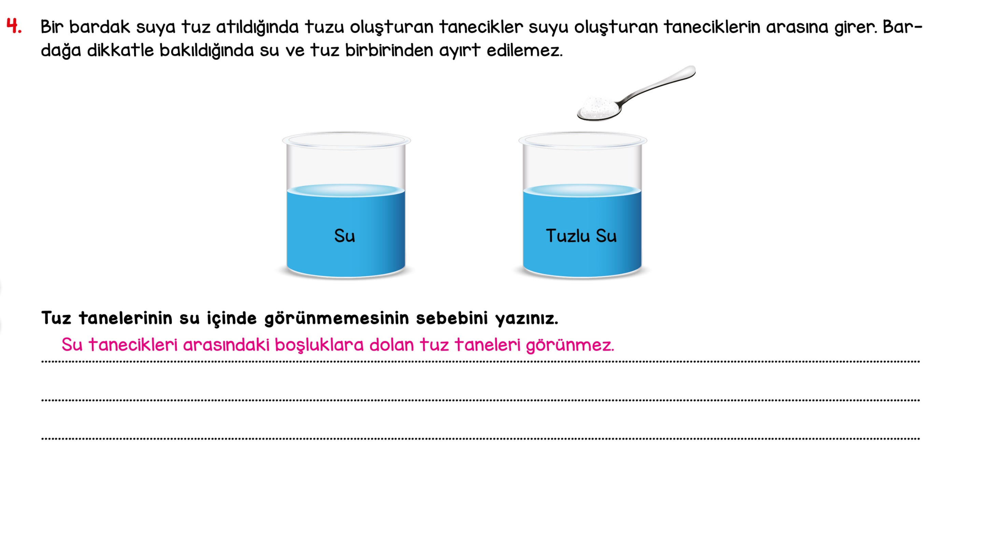 4. Bir bardak suya tuz atıldığında tuzu oluşturan tanecikler suyu oluşturan taneciklerin arasına girer. Bar-
dağa dikkatle bakıldığında su ve tuz birbirinden ayırt edilemez.
Su
Tuzlu Su
Tuz tanelerinin su içinde görünmemesinin sebebini yazınız.
Su tanecikleri arasındaki boşluklara dolan tuz taneleri görünmez.